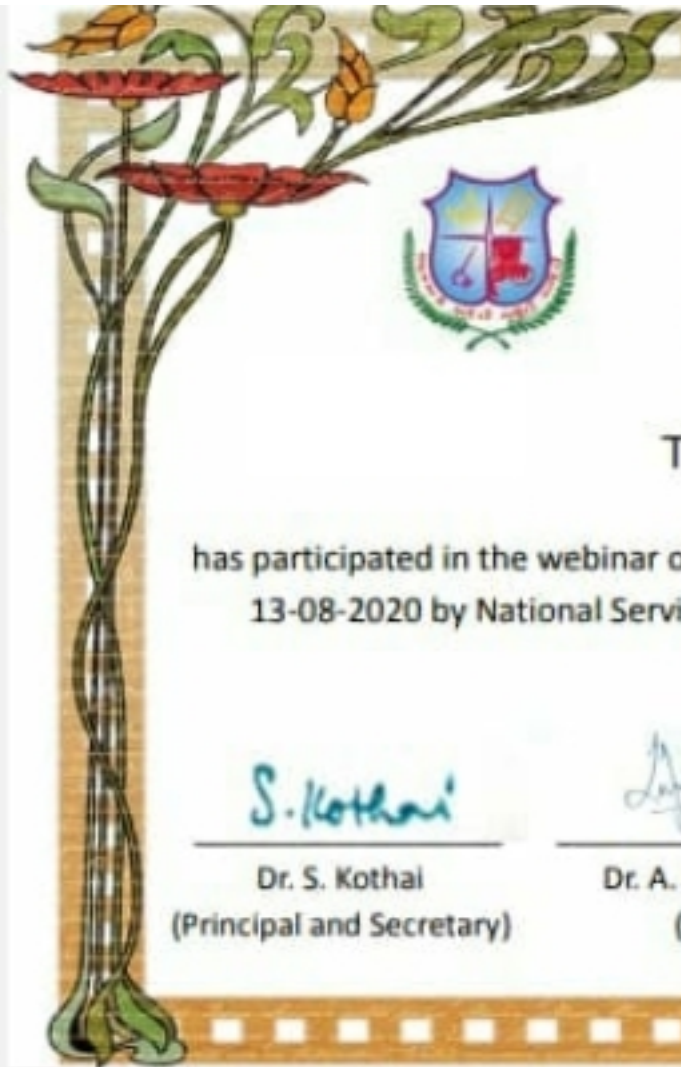 T
has participated in the webinar o
13-08-2020 by National Servi
S. Kothai
Dr. S. Kothai
Dr. A.
(Principal and Secretary)
(